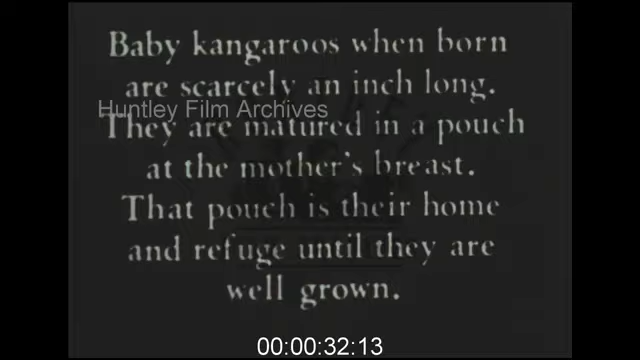 Baby kangaroos when born
are scarcely an inch long.
Huntley Film Archives
They are matured in a pouch
at the mother's breast.
That pouch is their home
and refuge until they are
well grown.
00:00:32:13